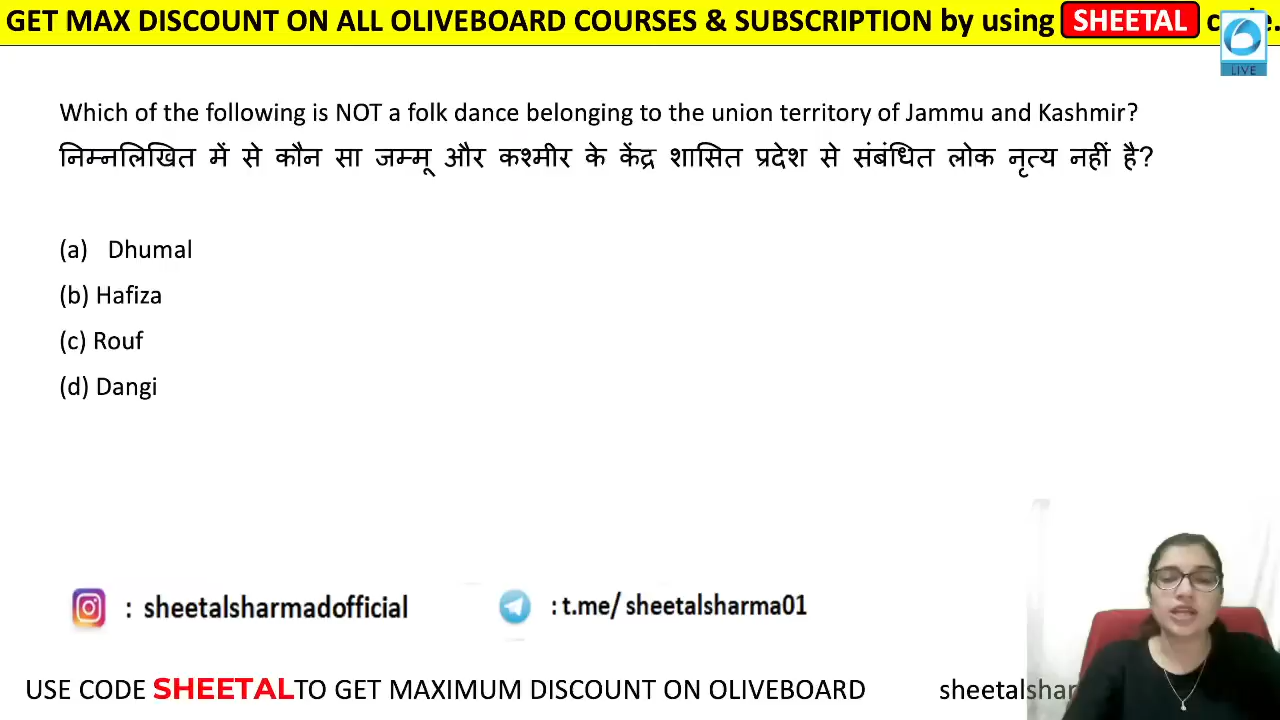 GET MAX DISCOUNT ON ALL OLIVEBOARD COURSES & SUBSCRIPTION by using SHEETAL
LIVE
Which of the following is NOT a folk dance belonging to the union territory of Jammu and Kashmir?
निम्नलिखित में से कौन सा जम्मू और कश्मीर के केंद्र शासित प्रदेश से संबंधित लोक नृत्य नहीं है?
(a) Dhumal
(b) Hafiza
(c) Rouf
(d) Dangi
: sheetalsharmadofficial
: t.me/ sheetalsharma01
USE CODE SHEETAL TO GET MAXIMUM DISCOUNT ON OLIVEBOARD